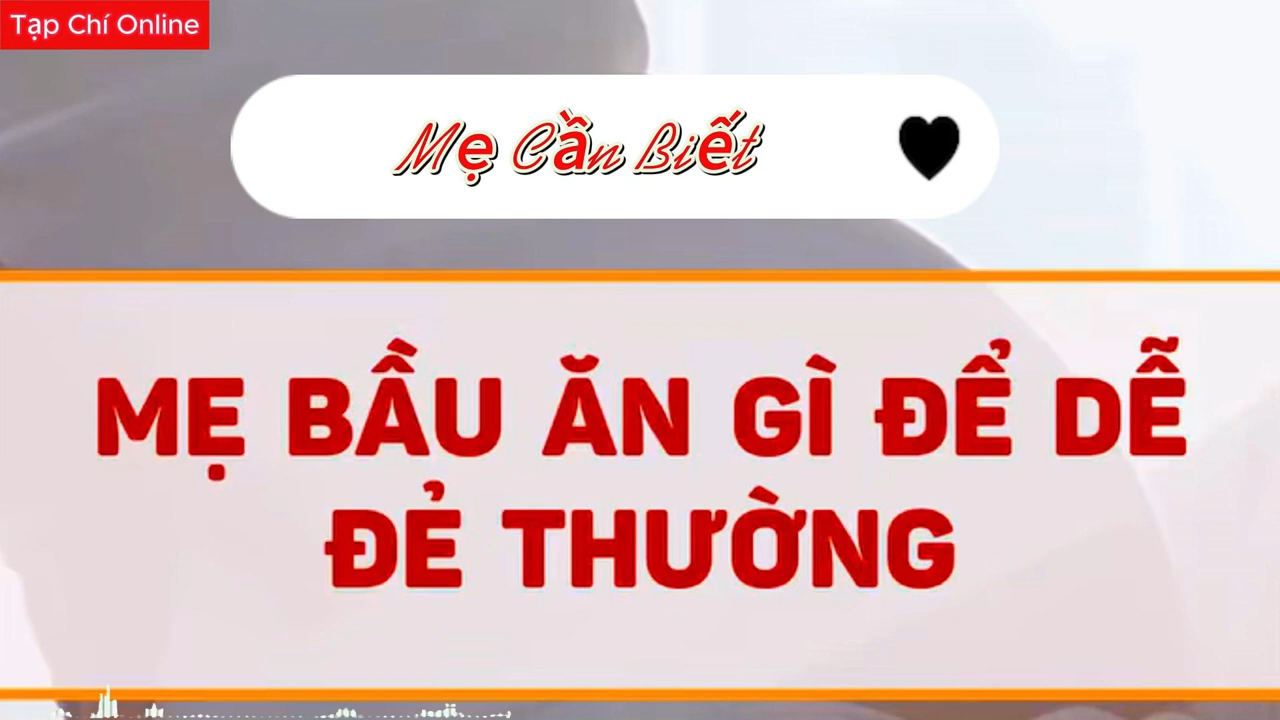 Tạp Chí Online
Mẹ Cần Biết
MẸ BẦU ĂN GÌ ĐỂ DỄ
ĐẺ THƯỜNG